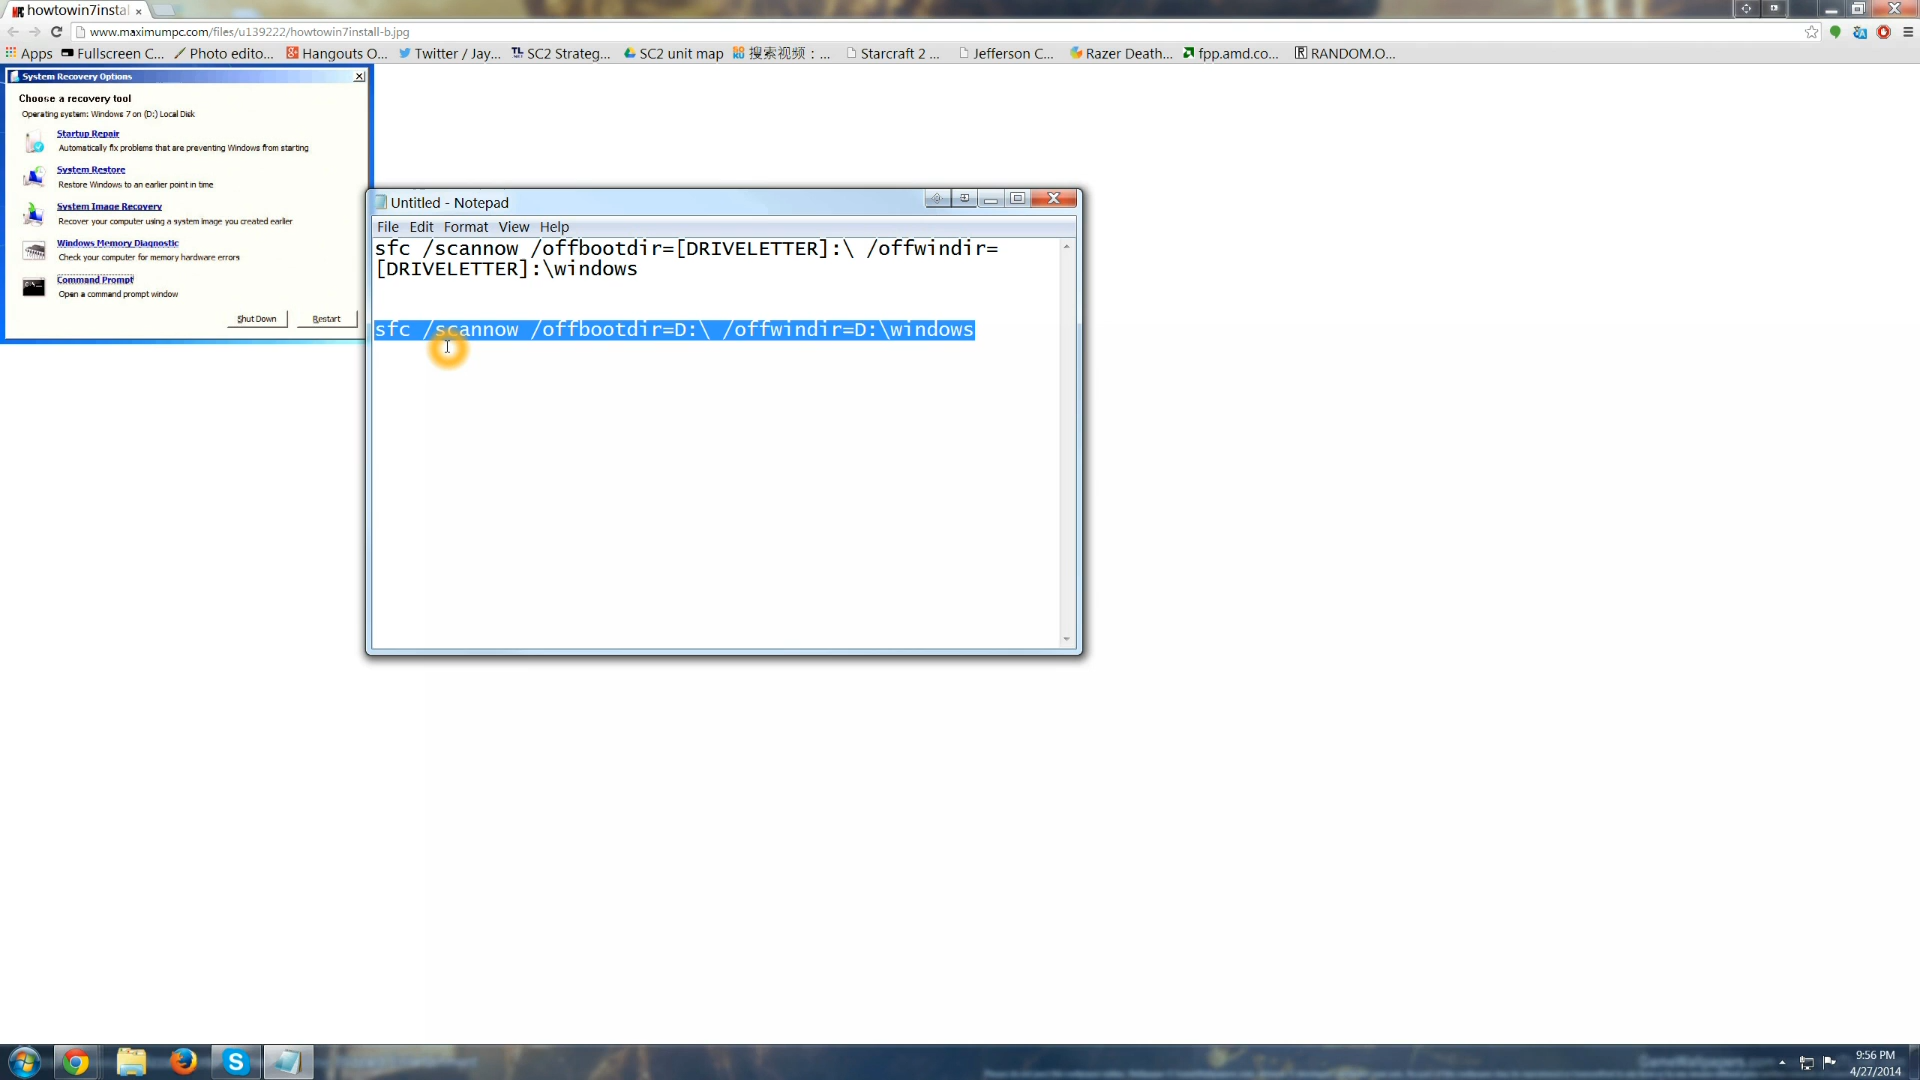 howtowin7instal
www.maximumpc.com/files/u139222/howtowin7install-b.jpg
Apps Fullscreen C... Photo edito... Hangouts O... Twitter / Jay... SC2 Strateg... SC2 unit map 搜索视频：... Starcraft 2 ... Jefferson C... Razer Death... fpp.amd.co... RANDOM.O...
System Recovery Options
Choose a recovery tool
Operating system: Windows 7 on (D:) Local Disk
Startup Repair
Automatically fix problems that are preventing Windows from starting
System Restore
Restore Windows to an earlier point in time
System Image Recovery
Recover your computer using a system image you created earlier
Windows Memory Diagnostic
Check your computer for memory hardware errors
Command Prompt
Open a command prompt window
Shut Down Restart
Untitled - Notepad
File Edit Format View Help
sfc /scannow /offbootdir=[DRIVELETTER]:\ /offwindir=
[DRIVELETTER]:\windows
sfc /scannow /offbootdir=D:\ /offwindir=D:\windows
9:56 PM
4/27/2014